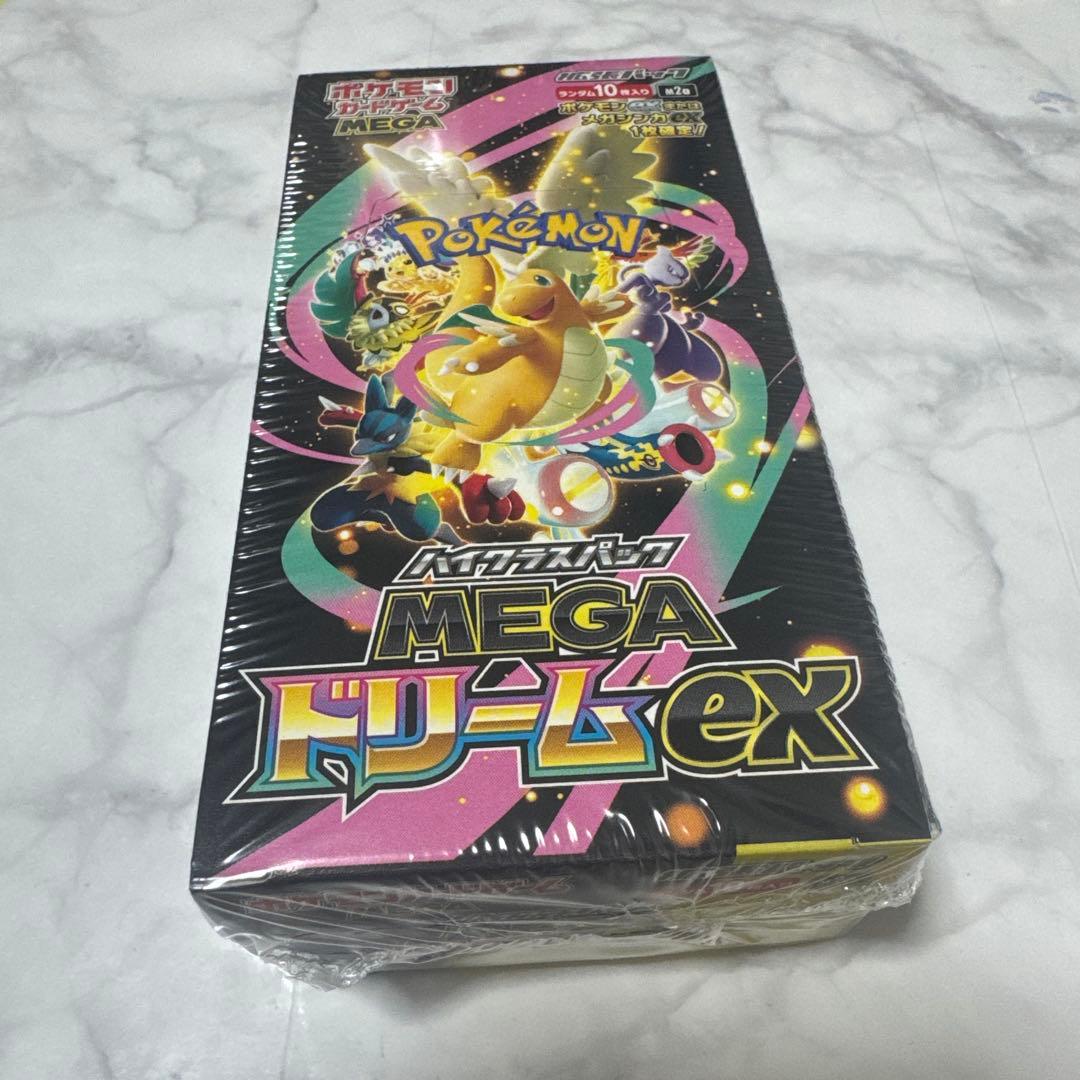 ポケモン
カードゲーム
MEGA
ハイクラスパック
ランダム10枚入り
M2a
ポケモンexまたは
メガシンカex
1枚確定！
POKéMON
ハイクラスパック
MEGA
ドリームex